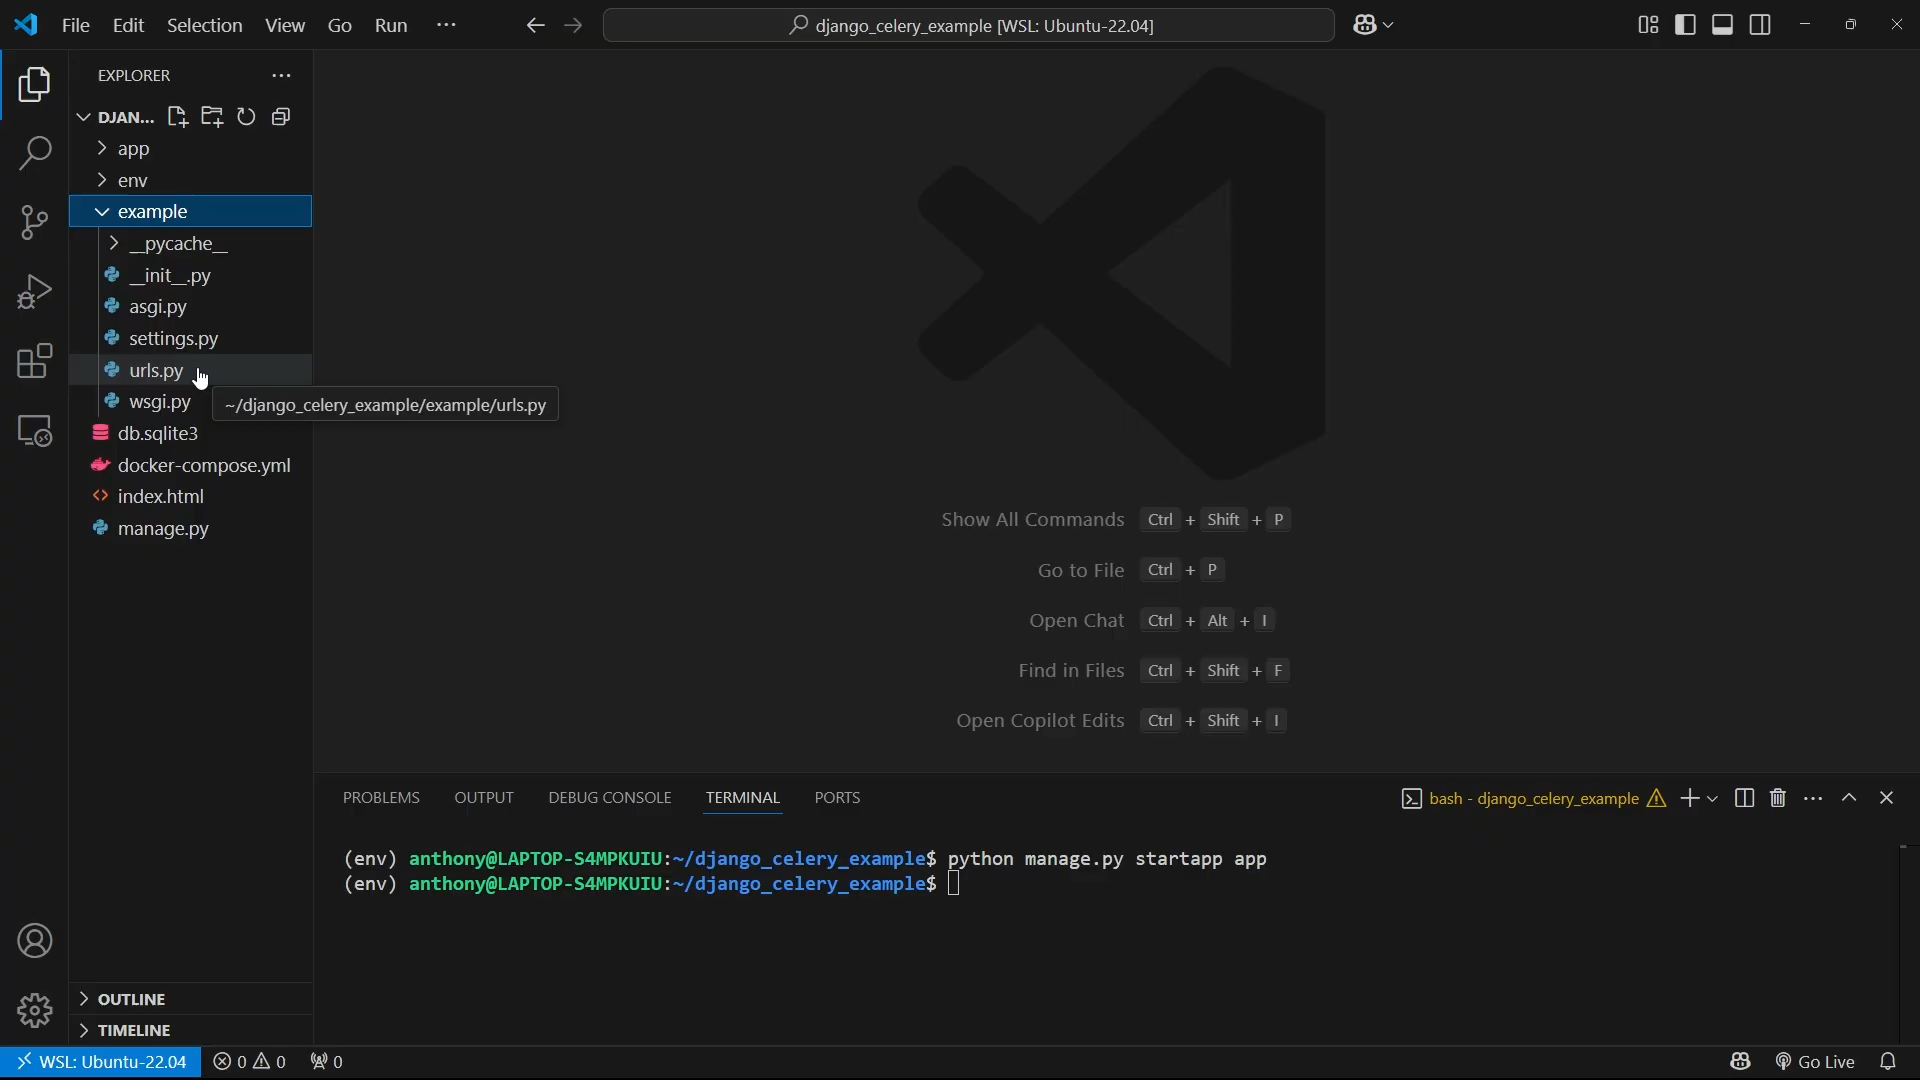 File Edit Selection View Go Run ···
django_celery_example [WSL: Ubuntu-22.04]
EXPLORER
DJAN...
app
env
example
__pycache__
__init__.py
asgi.py
settings.py
urls.py
wsgi.py
~/django_celery_example/example/urls.py
db.sqlite3
docker-compose.yml
index.html
manage.py
Show All Commands Ctrl + Shift + P
Go to File Ctrl + P
Open Chat Ctrl + Alt + I
Find in Files Ctrl + Shift + F
Open Copilot Edits Ctrl + Shift + I
PROBLEMS OUTPUT DEBUG CONSOLE TERMINAL PORTS
bash - django_celery_example
(env) anthony@LAPTOP-S4MPKUIU:~/django_celery_example$ python manage.py startapp app
(env) anthony@LAPTOP-S4MPKUIU:~/django_celery_example$
OUTLINE
TIMELINE
WSL: Ubuntu-22.04 0 0 0 Go Live